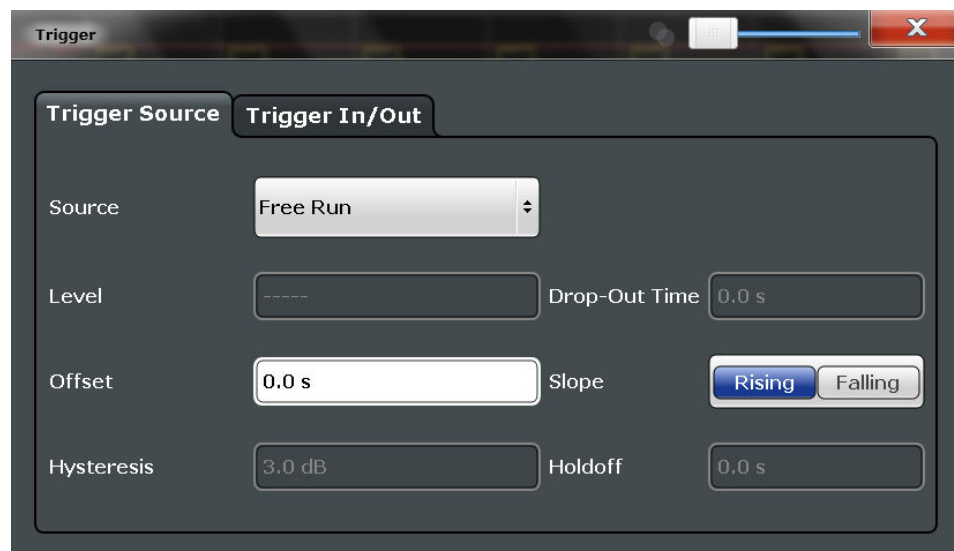 Trigger
X
Trigger Source Trigger In/Out
Source Free Run
Level ----- Drop-Out Time 0.0 s
Offset 0.0 s Slope Rising Falling
Hysteresis 3.0 dB Holdoff 0.0 s